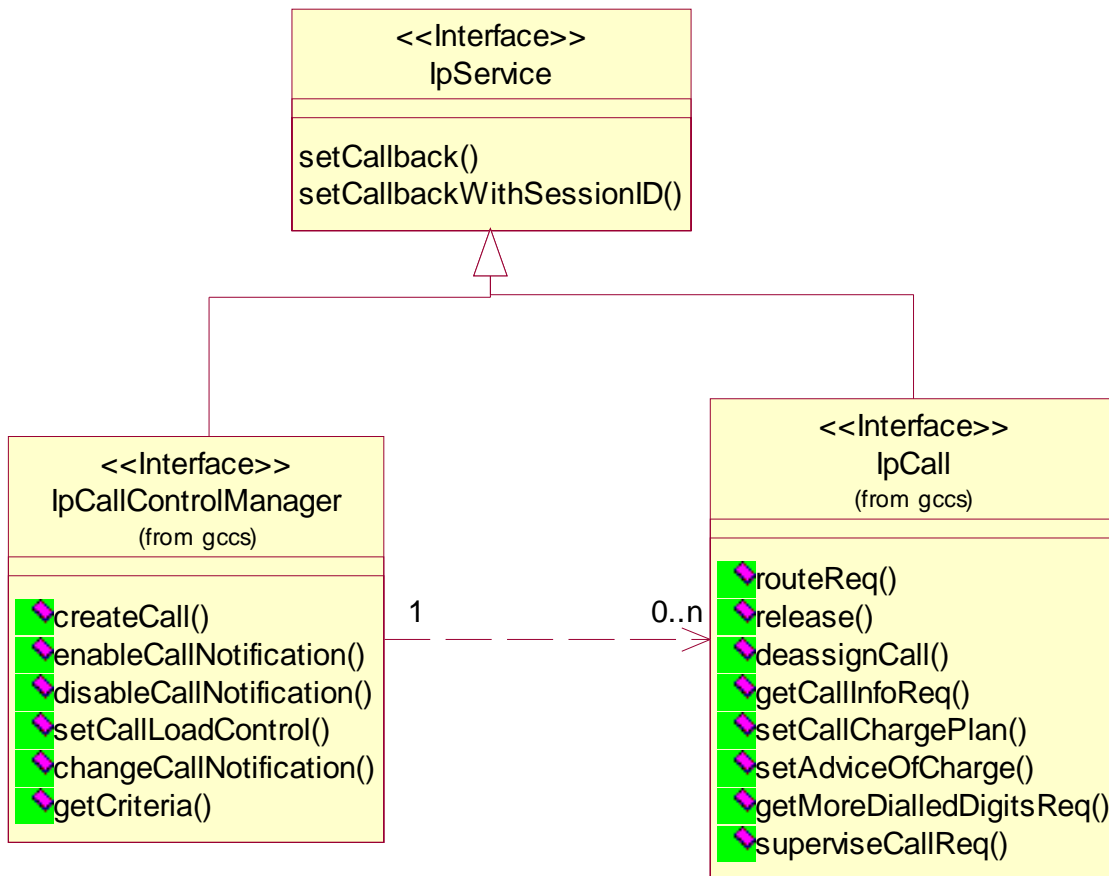 <<Interface>>
IpService
setCallback()
setCallbackWithSessionID()
<<Interface>>
IpCallControlManager
(from gccs)
createCall()
enableCallNotification()
disableCallNotification()
setCallLoadControl()
changeCallNotification()
getCriteria()
1
0..n
<<Interface>>
IpCall
(from gccs)
routeReq()
release()
deassignCall()
getCallInfoReq()
setCallChargePlan()
setAdviceOfCharge()
getMoreDialledDigitsReq()
superviseCallReq()